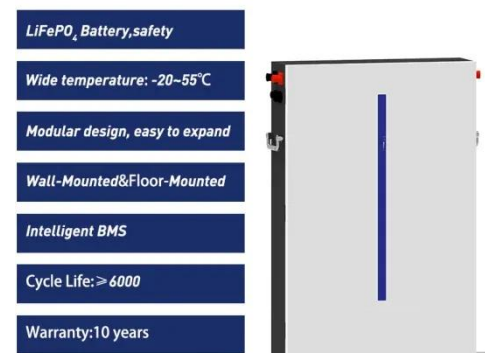 LiFePO₄ Battery,safety
Wide temperature: -20~55℃
Modular design, easy to expand
Wall-Mounted&Floor-Mounted
Intelligent BMS
Cycle Life:≥6000
Warranty:10 years